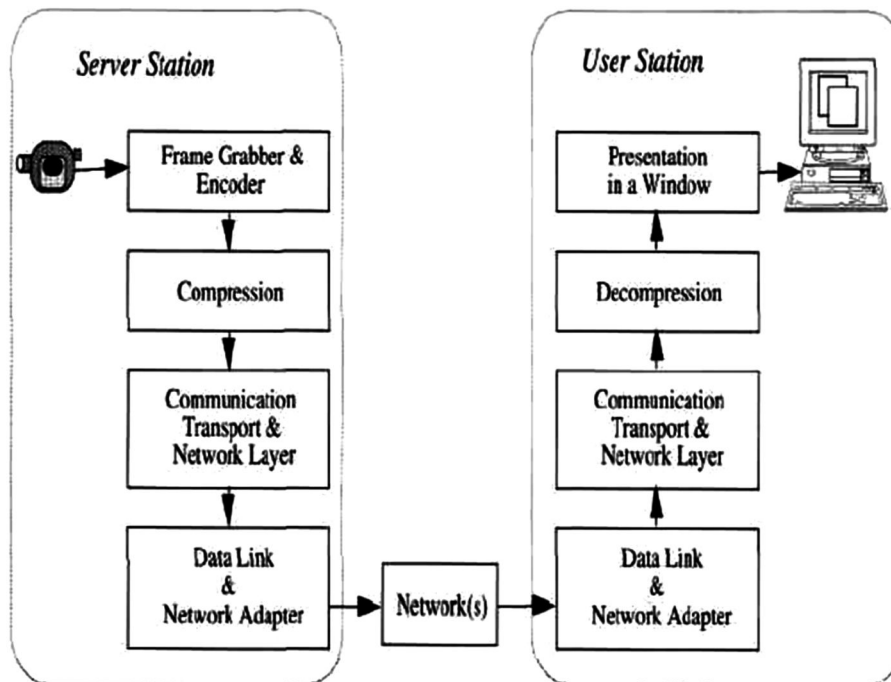 Server Station
Frame Grabber &
Encoder
Compression
Communication
Transport &
Network Layer
Data Link
&
Network Adapter
Network(s)
User Station
Presentation
in a Window
Decompression
Communication
Transport &
Network Layer
Data Link
&
Network Adapter